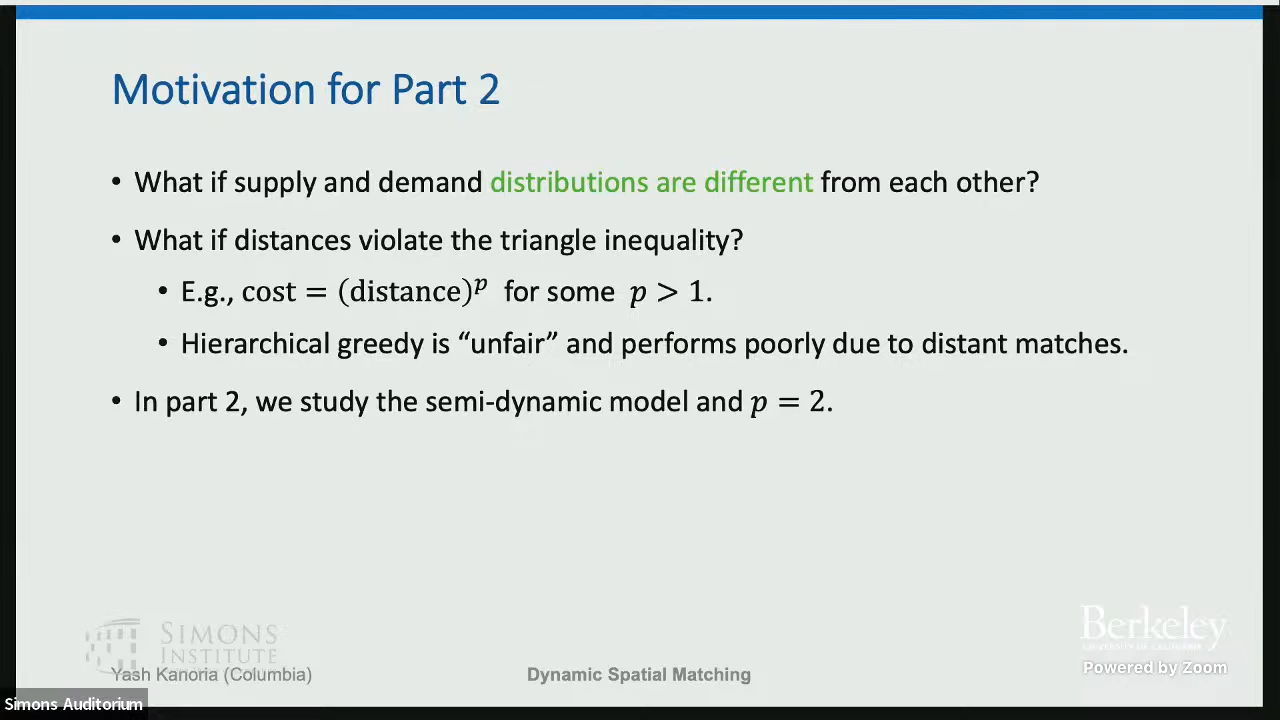 Motivation for Part 2
• What if supply and demand distributions are different from each other?
• What if distances violate the triangle inequality?
• E.g., cost = (distance)^p for some p > 1.
• Hierarchical greedy is “unfair” and performs poorly due to distant matches.
• In part 2, we study the semi-dynamic model and p = 2.
SIMONS
INSTITUTE
Berkeley
UNIVERSITY OF CALIFORNIA
Powered by Zoom
Yash Kanoria (Columbia)
Dynamic Spatial Matching
Simons Auditorium